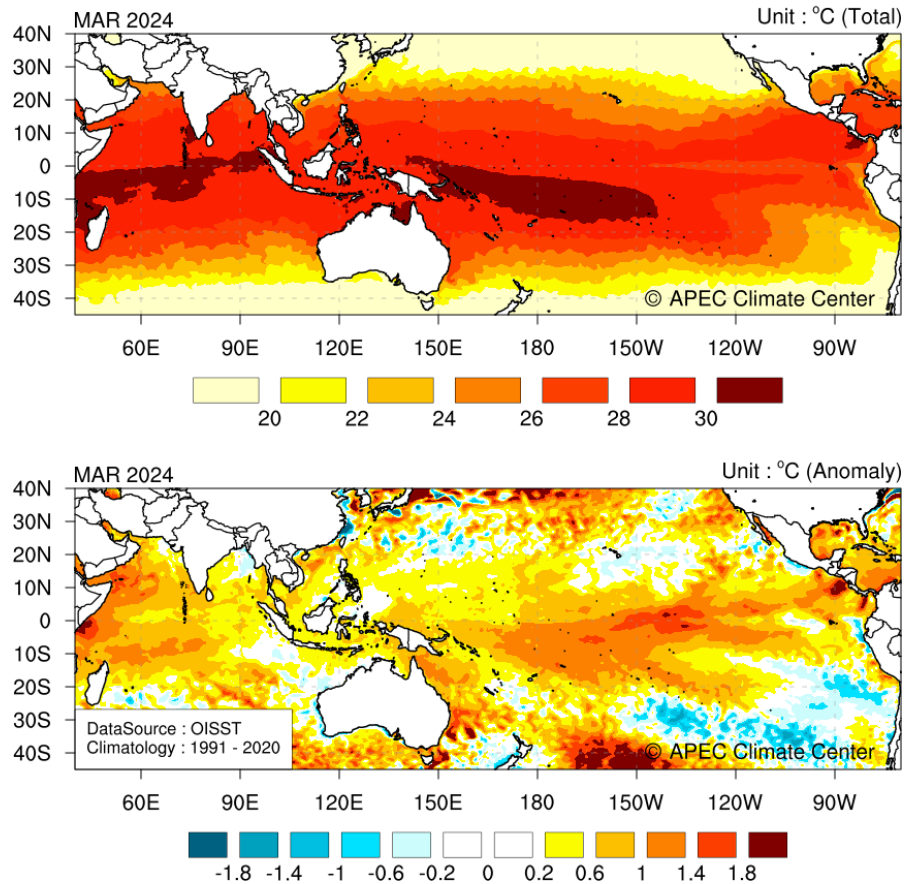 MAR 2024
Unit : °C (Total)
40N
30N
20N
10N
0
10S
20S
30S
40S
© APEC Climate Center
60E 90E 120E 150E 180 150W 120W 90W
20 22 24 26 28 30
MAR 2024
Unit : °C (Anomaly)
40N
30N
20N
10N
0
10S
20S
30S
40S
DataSource : OISST
Climatology : 1991 - 2020
© APEC Climate Center
60E 90E 120E 150E 180 150W 120W 90W
-1.8 -1.4 -1 -0.6 -0.2 0 0.2 0.6 1 1.4 1.8